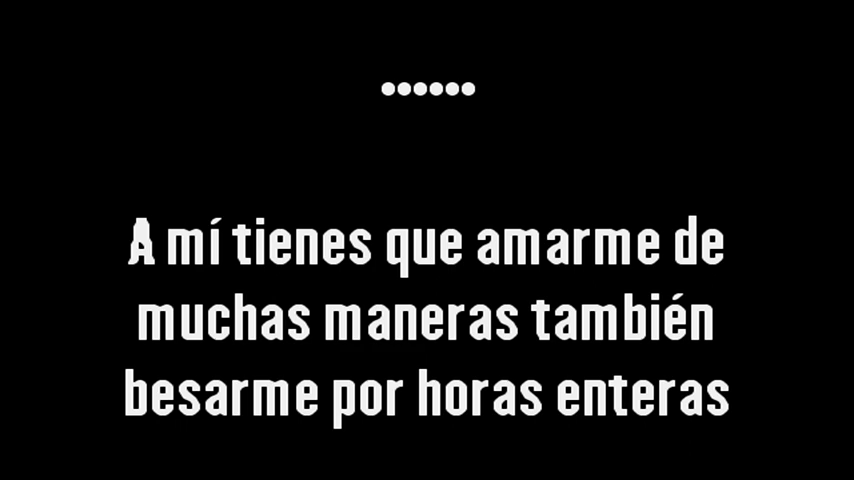 ••••••
A mí tienes que amarme de
muchas maneras también
besarme por horas enteras